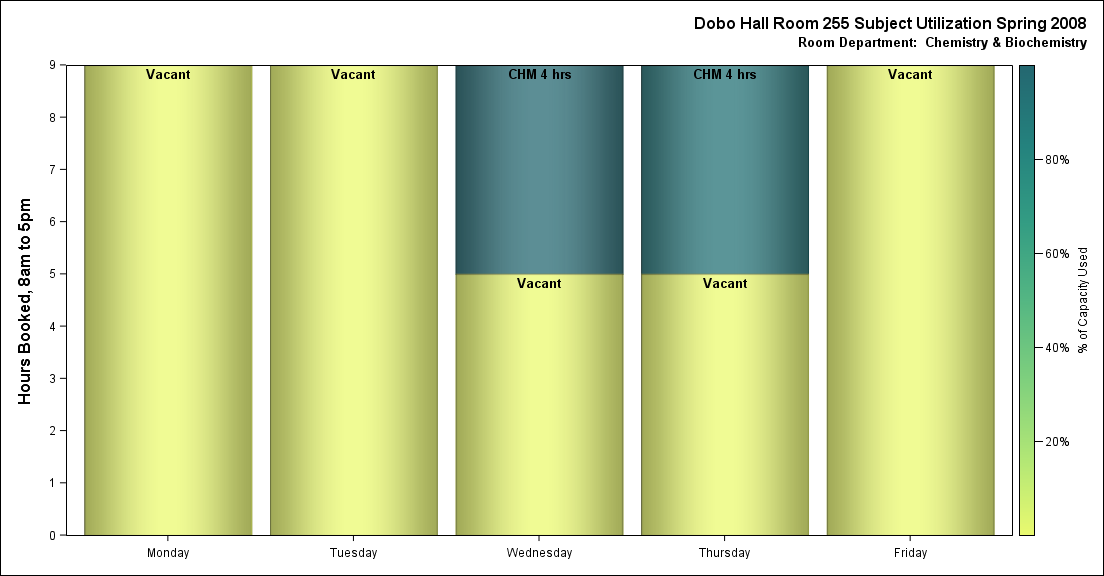 Dobo Hall Room 255 Subject Utilization Spring 2008
Room Department:  Chemistry & Biochemistry
Hours Booked, 8am to 5pm
9
8
7
6
5
4
3
2
1
0
Vacant
Vacant
CHM 4 hrs
CHM 4 hrs
Vacant
Vacant
Vacant
Monday
Tuesday
Wednesday
Thursday
Friday
80%
60%
40%
20%
% of Capacity Used